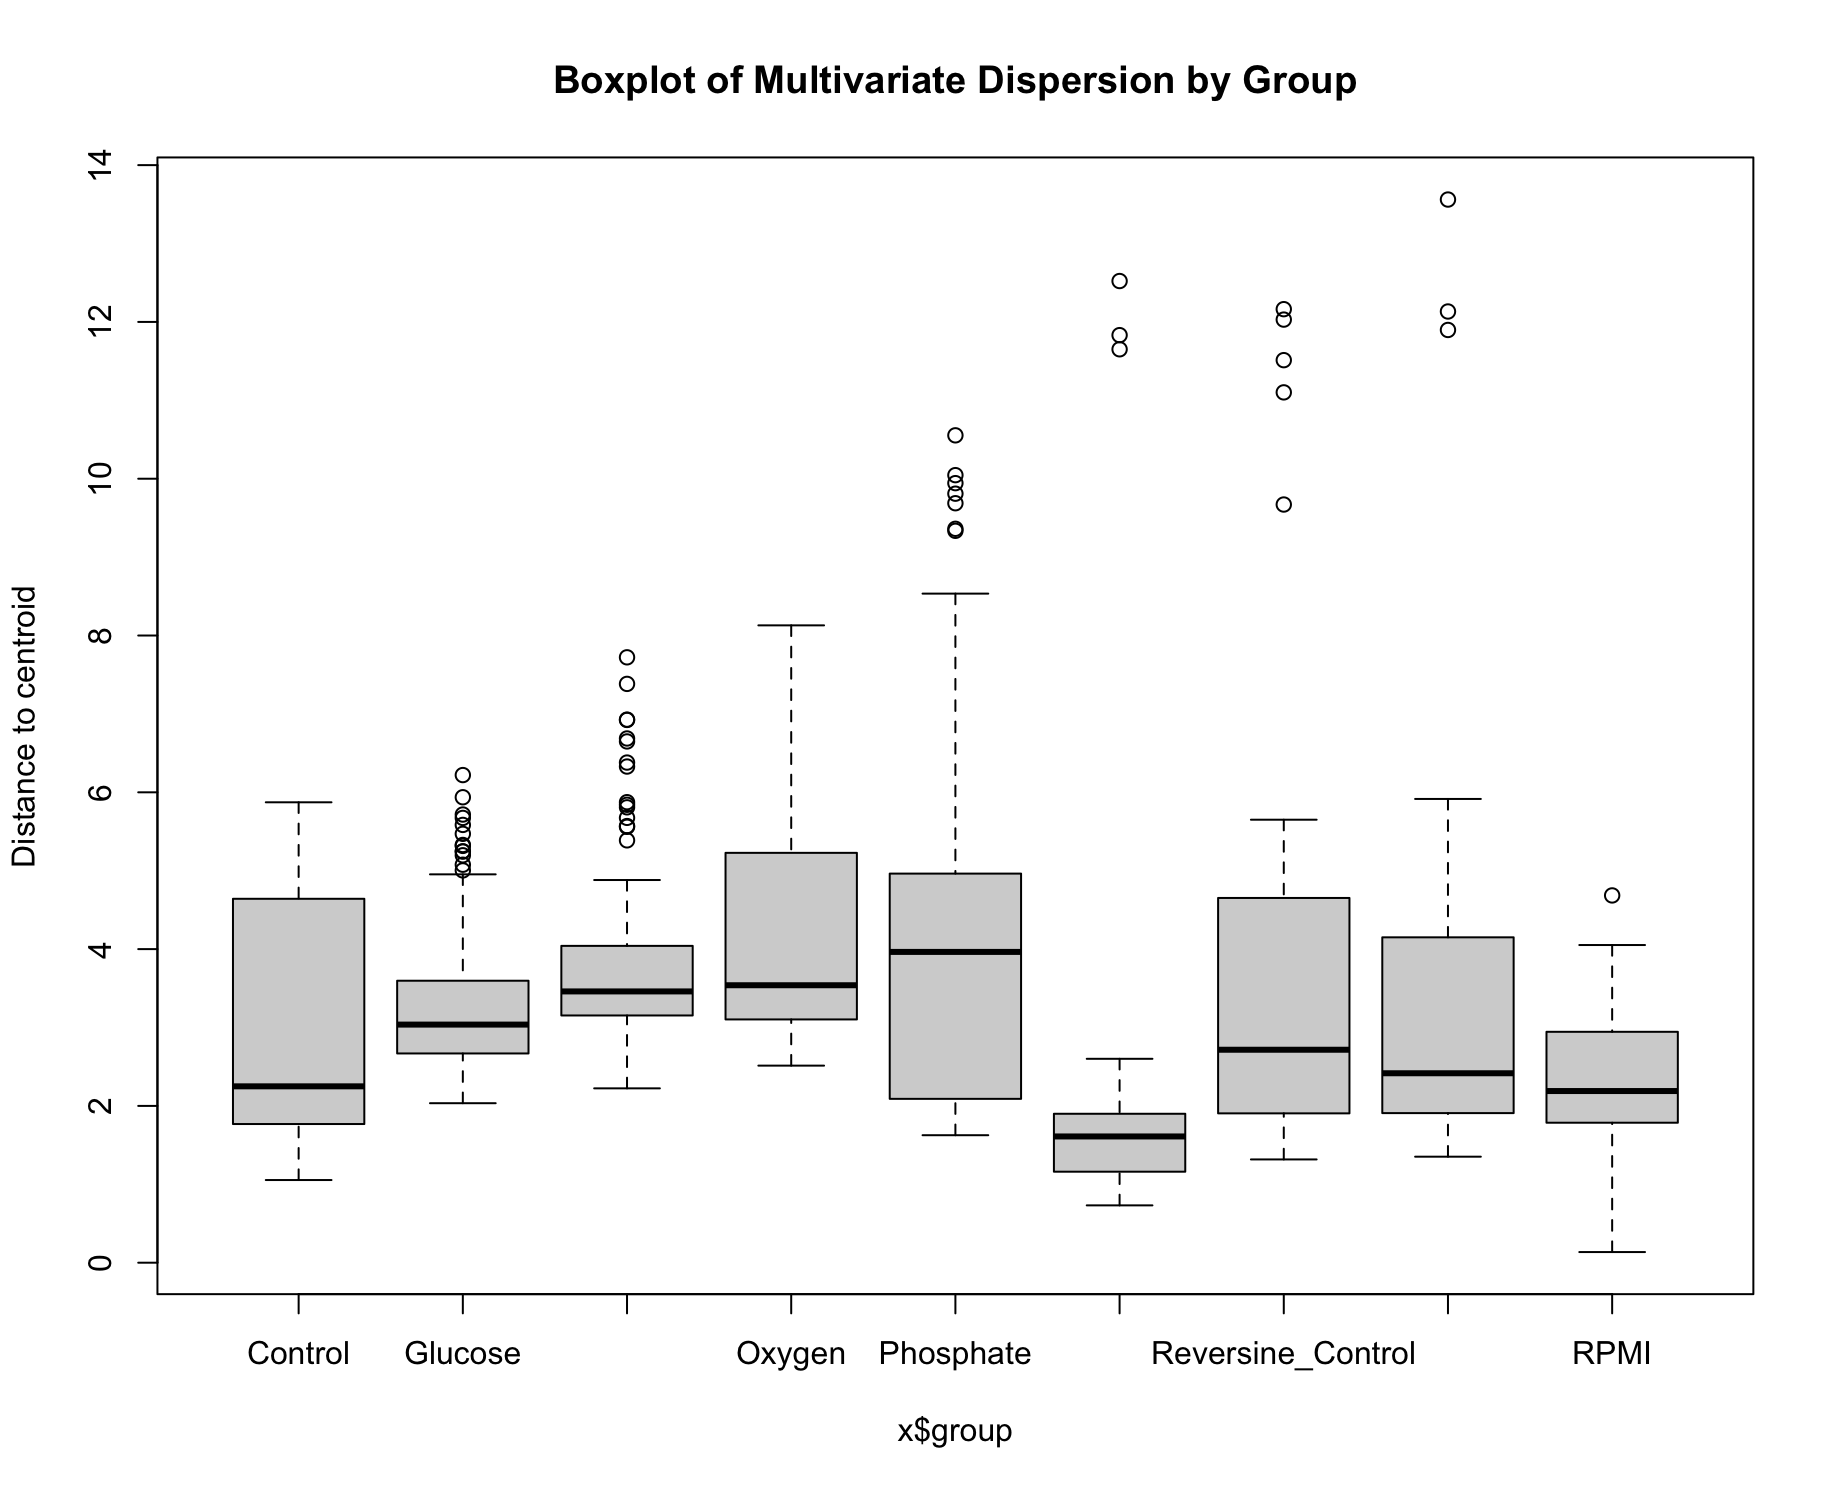 Boxplot of Multivariate Dispersion by Group
Distance to centroid
14
12
10
8
6
4
2
0
Control Glucose Oxygen Phosphate Reversine_Control RPMI
x$group